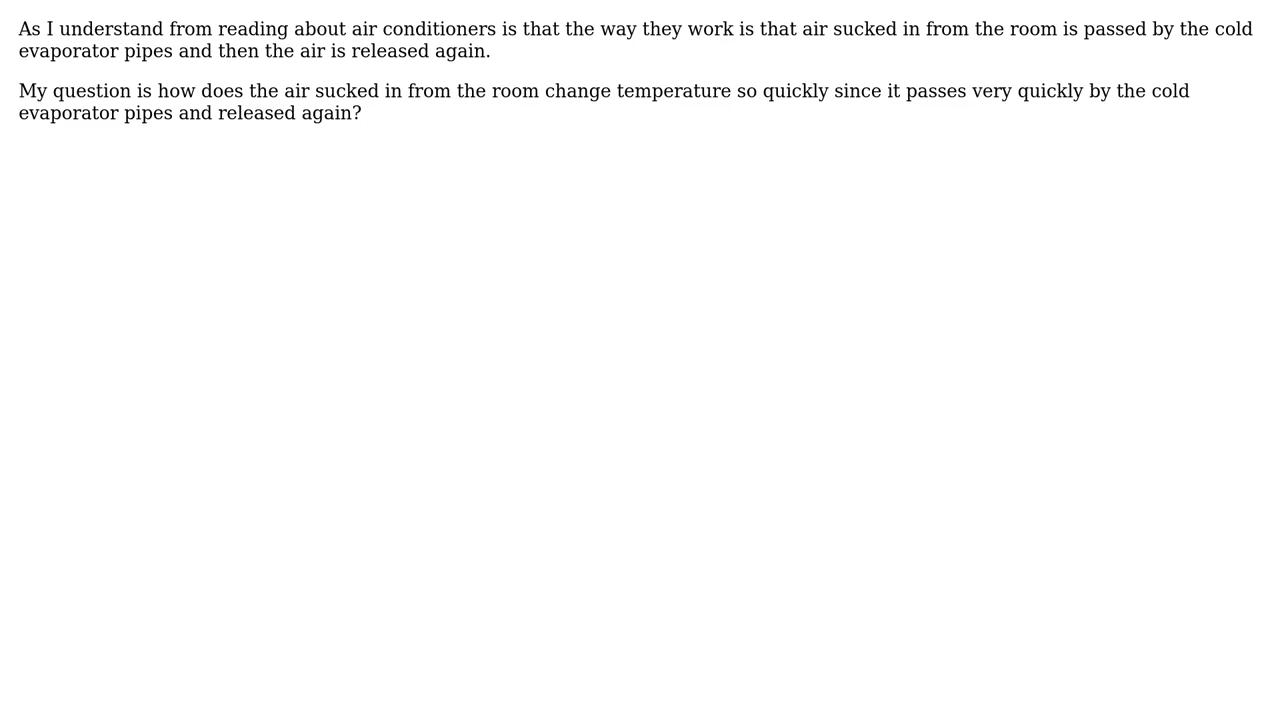 As I understand from reading about air conditioners is that the way they work is that air sucked in from the room is passed by the cold
evaporator pipes and then the air is released again.
My question is how does the air sucked in from the room change temperature so quickly since it passes very quickly by the cold
evaporator pipes and released again?